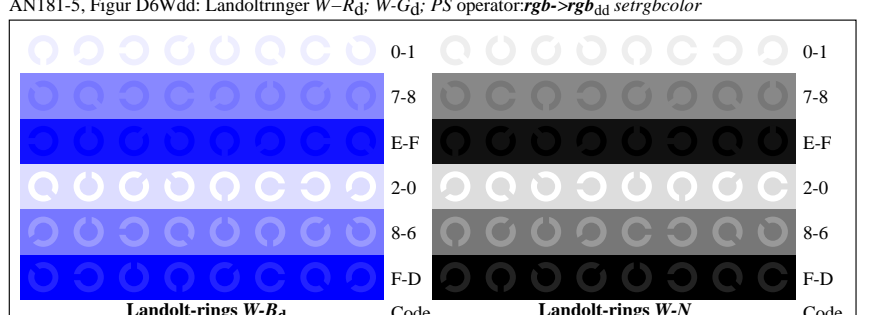 AN181-5, Figur D6Wdd: Landoltringer W–Rd; W-Gd; PS operator:rgb->rgbdd setrgbcolor
0-1
0-1
7-8
7-8
E-F
E-F
2-0
2-0
8-6
8-6
F-D
F-D
Landolt-rings W-Bd
Code
Landolt-rings W-N
Code